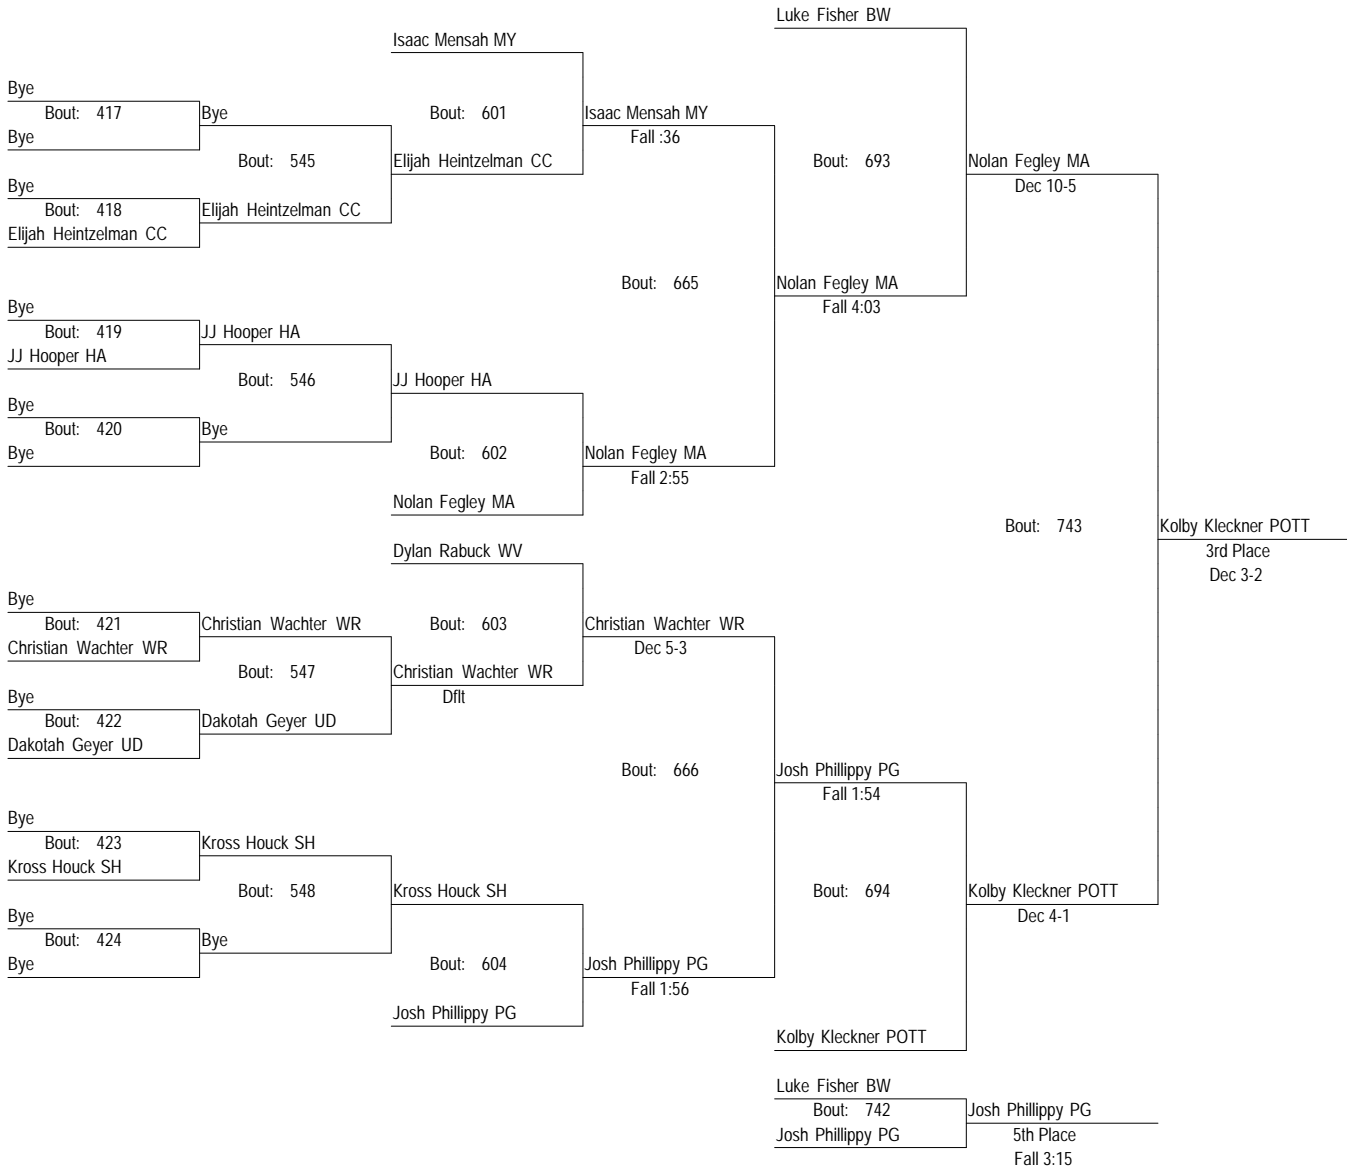 Luke Fisher BW
Isaac Mensah MY
Bye
Bout: 417
Bye
Bye
Bout: 601
Isaac Mensah MY
Fall :36
Bout: 545
Elijah Heintzelman CC
Bout: 693
Nolan Fegley MA
Dec 10-5
Bye
Bout: 418
Elijah Heintzelman CC
Elijah Heintzelman CC
Bout: 665
Nolan Fegley MA
Fall 4:03
Bye
Bout: 419
JJ Hooper HA
JJ Hooper HA
Bout: 546
JJ Hooper HA
Bye
Bout: 420
Bye
Bye
Bout: 602
Nolan Fegley MA
Fall 2:55
Nolan Fegley MA
Bout: 743
Kolby Kleckner POTT
3rd Place
Dec 3-2
Dylan Rabuck WV
Bye
Bout: 421
Christian Wachter WR
Christian Wachter WR
Bout: 603
Christian Wachter WR
Dec 5-3
Bout: 547
Christian Wachter WR
Dflt
Bye
Bout: 422
Dakotah Geyer UD
Dakotah Geyer UD
Bout: 666
Josh Phillippy PG
Fall 1:54
Bye
Bout: 423
Kross Houck SH
Kross Houck SH
Bout: 548
Kross Houck SH
Bout: 694
Kolby Kleckner POTT
Dec 4-1
Bye
Bout: 424
Bye
Bye
Bout: 604
Josh Phillippy PG
Fall 1:56
Josh Phillippy PG
Kolby Kleckner POTT
Luke Fisher BW
Bout: 742
Josh Phillippy PG
Josh Phillippy PG
5th Place
Fall 3:15